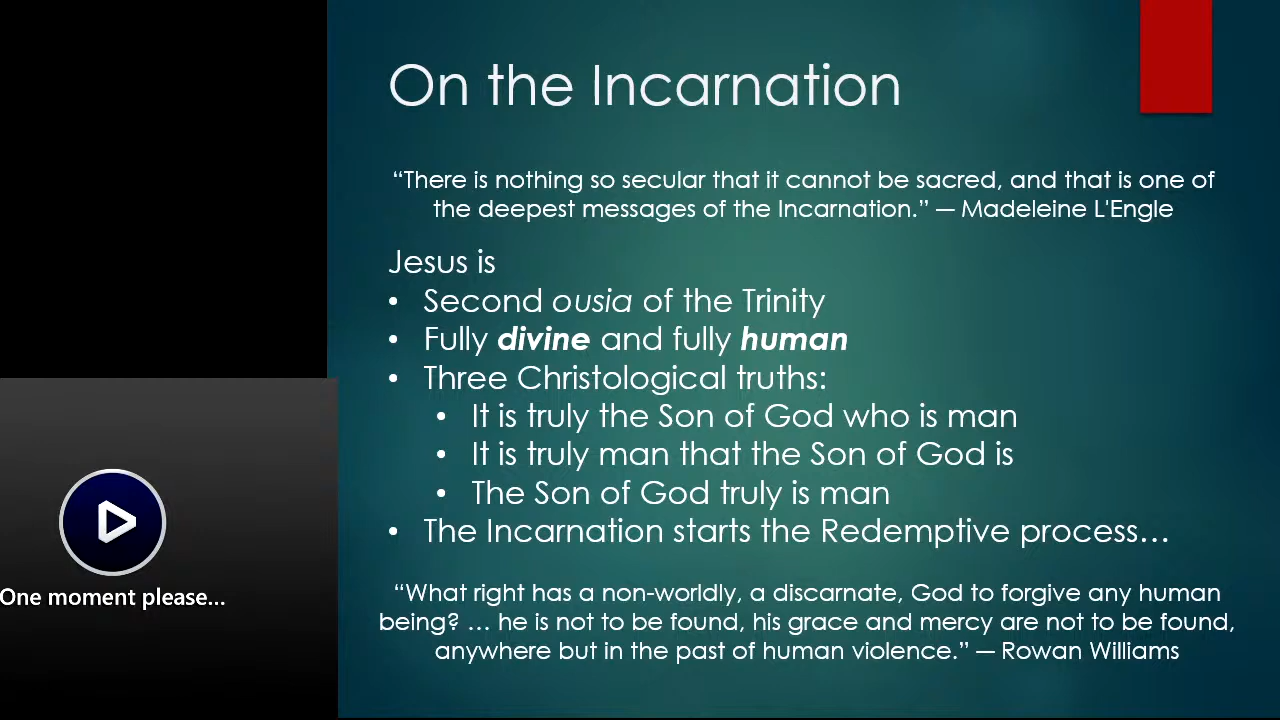 On the Incarnation
“There is nothing so secular that it cannot be sacred, and that is one of
the deepest messages of the Incarnation.” ― Madeleine L'Engle
Jesus is
• Second ousia of the Trinity
• Fully divine and fully human
• Three Christological truths:
• It is truly the Son of God who is man
• It is truly man that the Son of God is
• The Son of God truly is man
• The Incarnation starts the Redemptive process…
“What right has a non-worldly, a discarnate, God to forgive any human
being? … he is not to be found, his grace and mercy are not to be found,
anywhere but in the past of human violence.” ― Rowan Williams
One moment please...